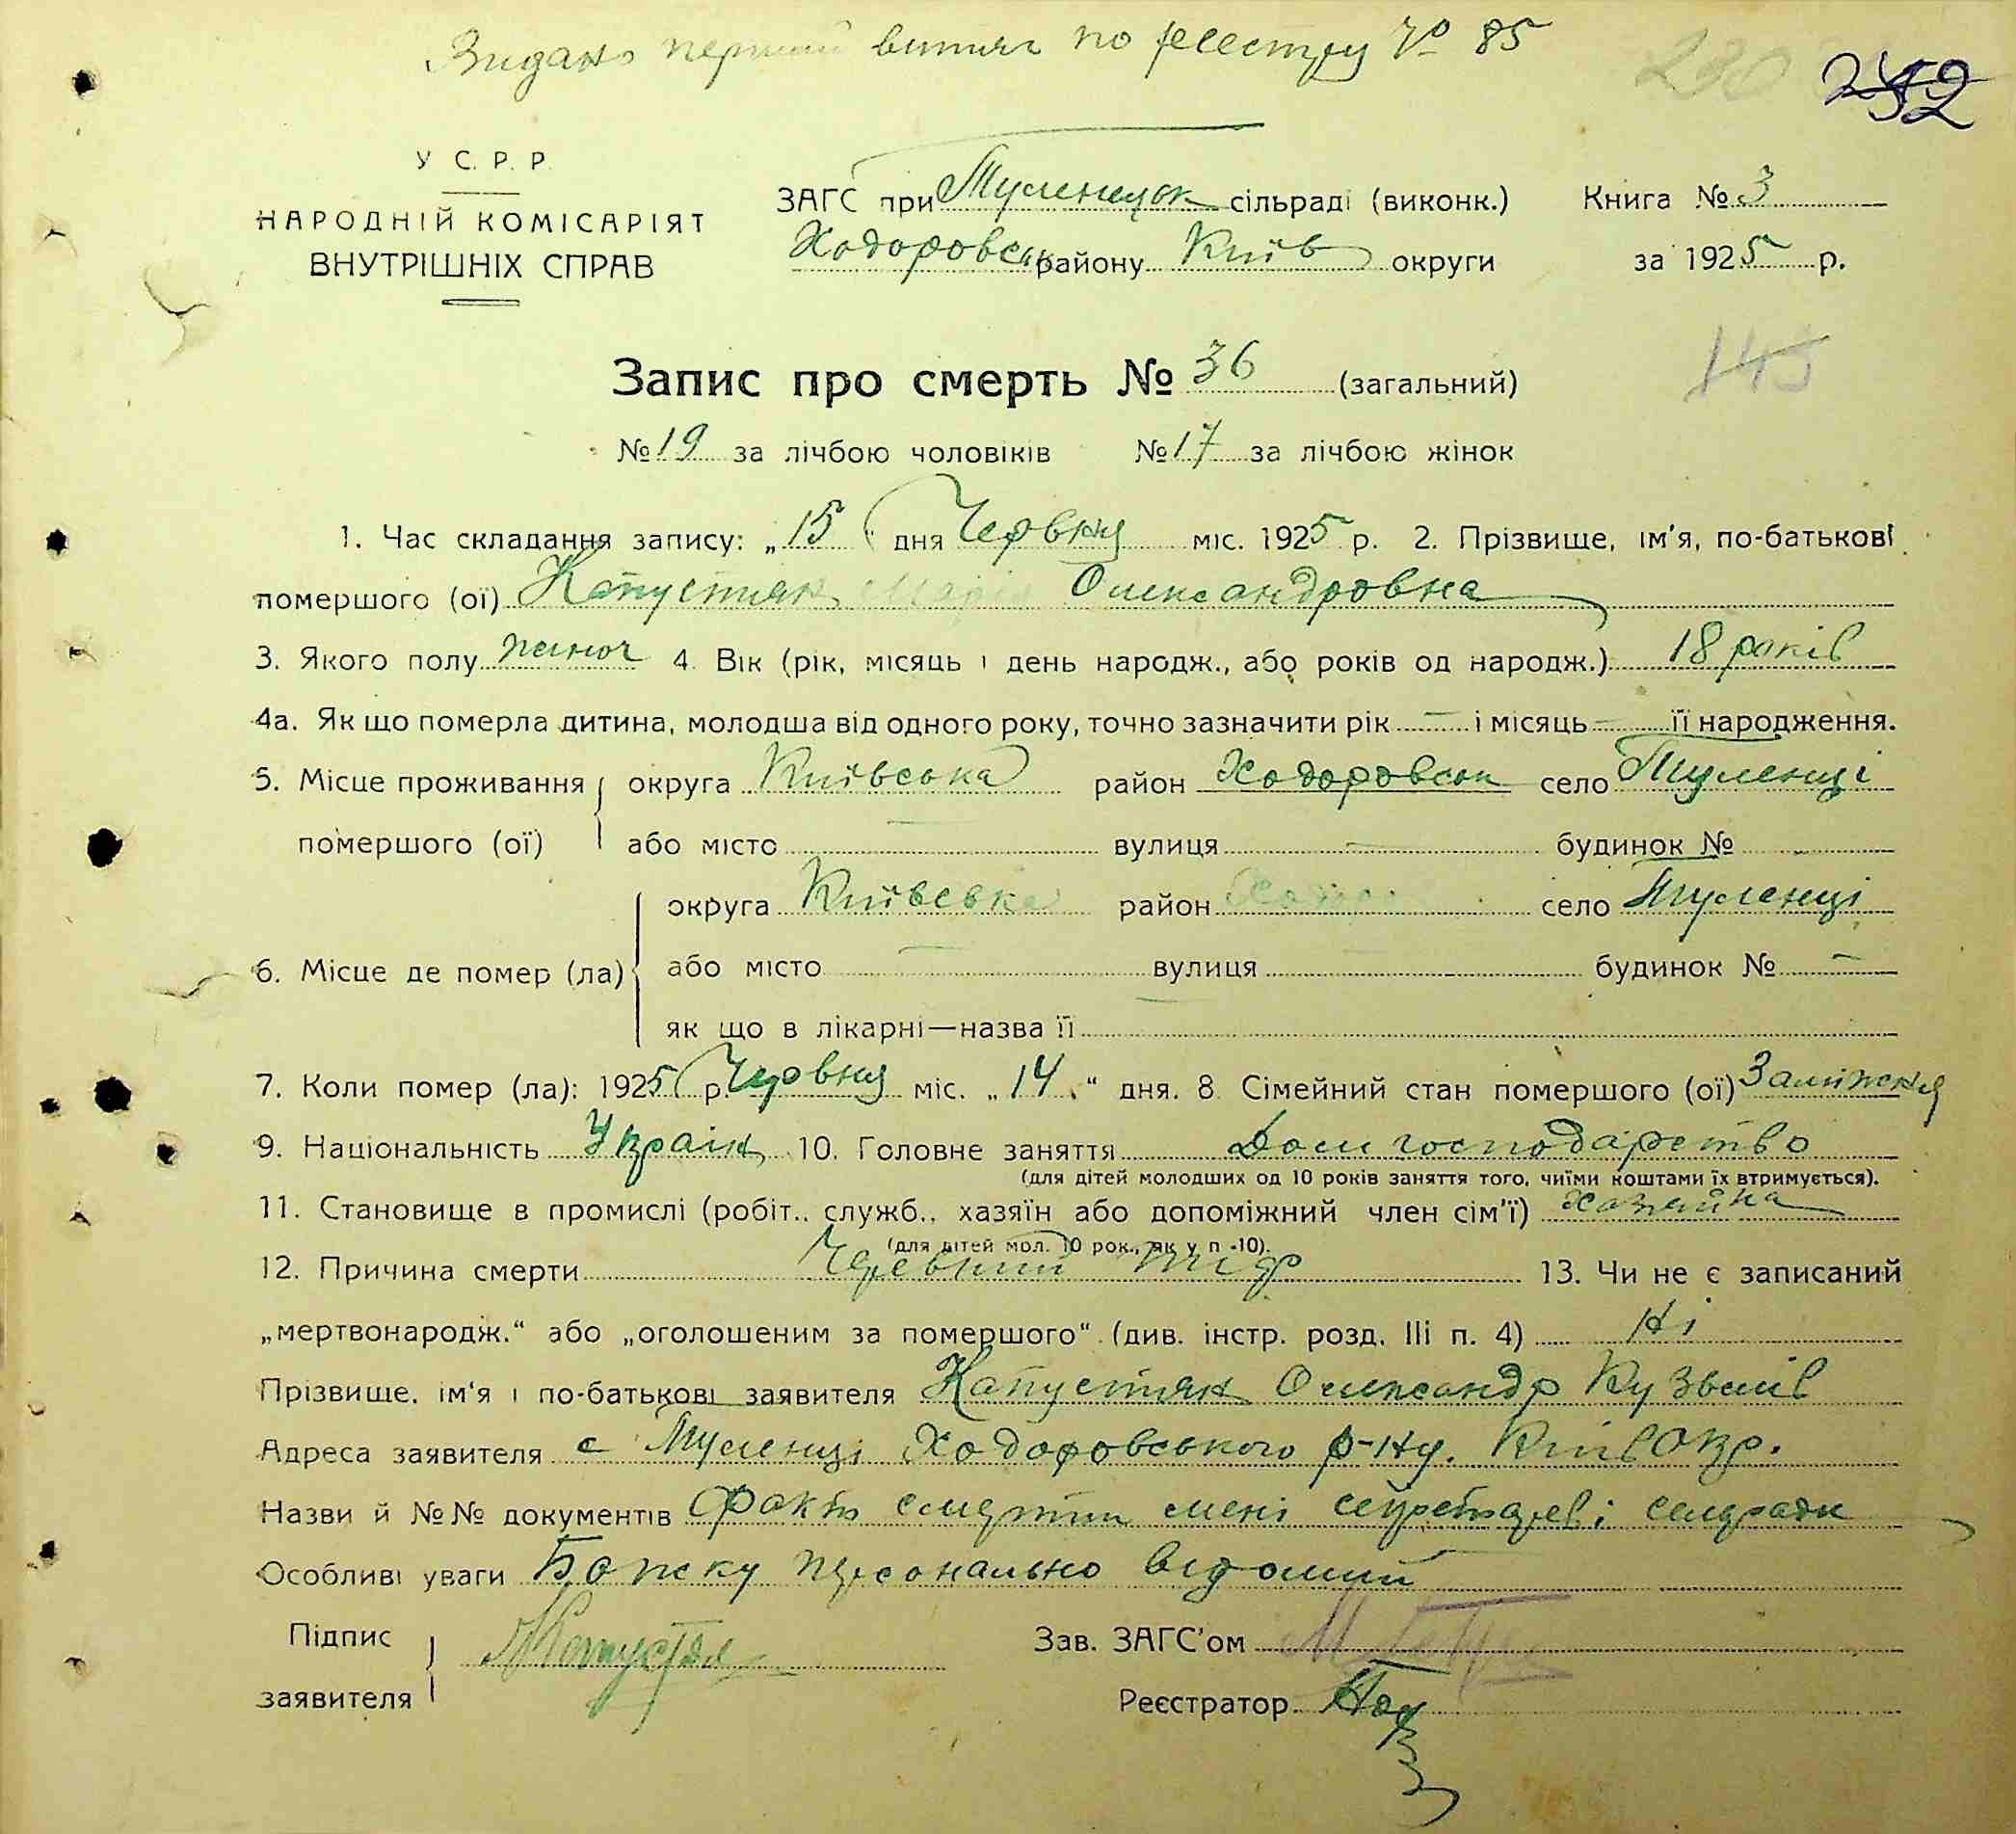 Видано перший витяг по реестру № 85
252
У С. Р. Р.
НАРОДНІЙ КОМІСАРІЯТ
ВНУТРІШНІХ СПРАВ
ЗАГС при Туленецьк сільраді (виконк.) Книга № 3
Ходоровськ району Київ округи за 1925 р.
Запис про смерть № 36 (загальний)
145
№ 19 за лічбою чоловіків № 17 за лічбою жінок
1. Час складання запису: „15" дня Червня міс. 1925 р. 2. Прізвище, ім'я, по-батькові
помершого (ої) Капустян Марія Олександровна
3. Якого полу жіноч 4. Вік (рік, місяць і день народж., або років од народж.) 18 років
4а. Як що померла дитина, молодша від одного року, точно зазначити рік — і місяць — її народження.
5. Місце проживання округа Київська район Ходоровськ село Туленці
помершого (ої) або місто — вулиця — будинок № —
округа Київська район село Туленці
6. Місце де помер (ла) або місто — вулиця — будинок № —
як що в лікарні—назва її
7. Коли помер (ла): 1925 р. Червня міс. „14" дня. 8 Сімейний стан помершого (ої) Заміжня
9. Національність Україн 10. Головне заняття Дом господарство
(для дітей молодших од 10 років заняття того, чиїми коштами їх втримується).
11. Становище в промислі (робіт., служб., хазяїн або допоміжний член сім'ї) хозяйка
(для дітей мол. 10 рок., як у п -10).
12. Причина смерти Черевний тиф 13. Чи не є записаний
„мертвонародж." або „оголошеним за помершого" (див. інстр. розд. III п. 4) Ні
Прізвище, ім'я і по-батькові заявителя Капустян Олександр Кузьмів
Адреса заявителя с Туленці Ходоровського р-ну. Київ Окр.
Назви й №№ документів Факт смерти мені секретареві сельради
Особливі уваги Божку персонально відомий
Підпис
заявителя Капустян
Зав. ЗАГС'ом
Реєстратор